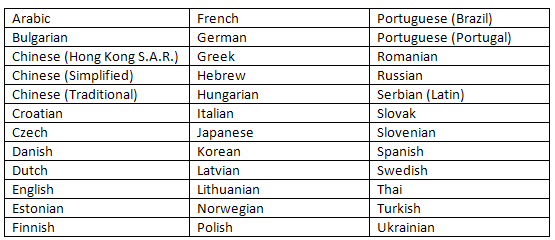 Arabic French Portuguese (Brazil)
Bulgarian German Portuguese (Portugal)
Chinese (Hong Kong S.A.R.) Greek Romanian
Chinese (Simplified) Hebrew Russian
Chinese (Traditional) Hungarian Serbian (Latin)
Croatian Italian Slovak
Czech Japanese Slovenian
Danish Korean Spanish
Dutch Latvian Swedish
English Lithuanian Thai
Estonian Norwegian Turkish
Finnish Polish Ukrainian